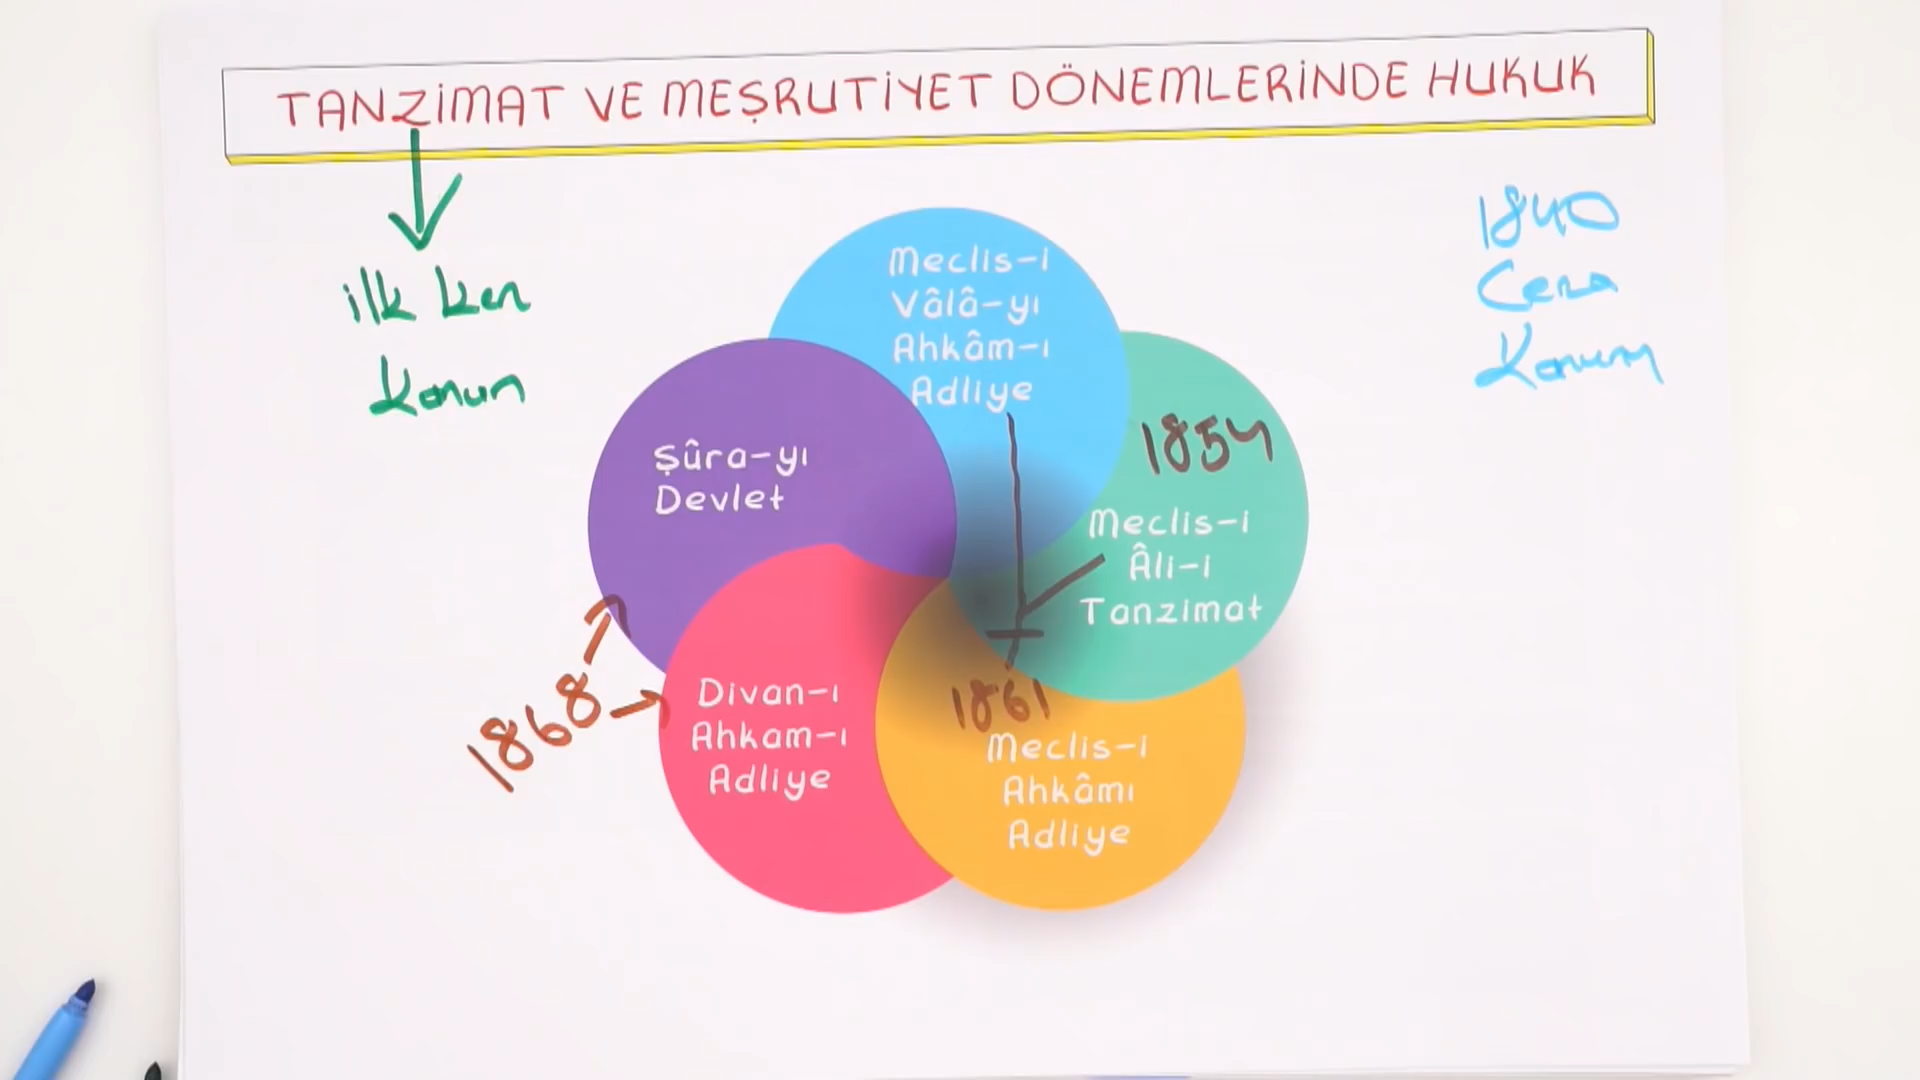 TANZİMAT VE MEŞRUTİYET DÖNEMLERİNDE HUKUK
ilk kez
Kanun
1840
Ceza
Kanunu
Meclis-i
Vâlâ-yı
Ahkâm-ı
Adliye
1854
Meclis-i
Âli-i
Tanzimat
Şûra-yı
Devlet
1868
Divan-ı
Ahkam-ı
Adliye
1861
Meclis-i
Ahkâmı
Adliye